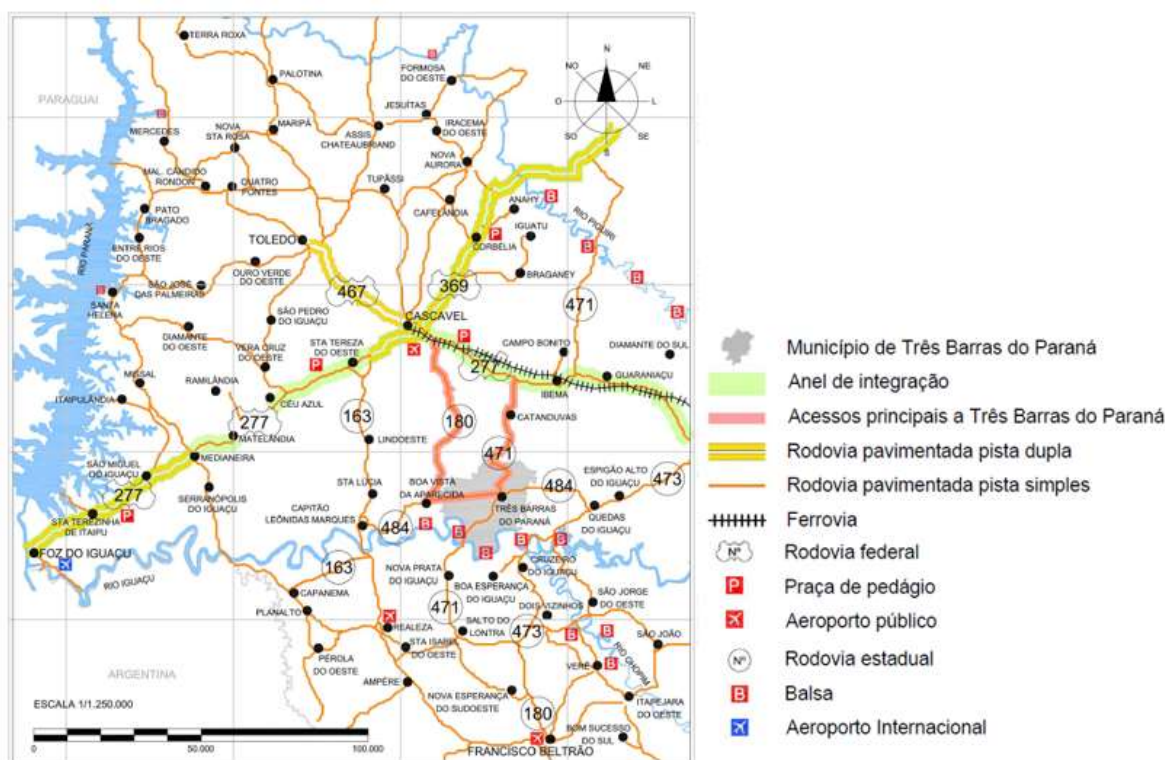 TERRA ROXA
PALOTINA
FORMOSA
DO OESTE
N
NO
NE
O
L
SO
SE
S
PARAGUAI
JESUÍTAS
MERCEDES
NOVA
STA ROSA
MARIPÁ
ASSIS
CHATEAUBRIAND
IRACEMA
DO OESTE
NOVA
AURORA
MAL. CÂNDIDO
RONDON
QUATRO
PONTES
TUPÃSSI
CAFELÂNDIA
ANAHY
IGUATU
RIO PIQUIRI
PATO
BRAGADO
ENTRE RIOS
DO OESTE
TOLEDO
CORBÉLIA
BRAGANEY
RIO PARANÁ
OURO VERDE
DO OESTE
SÃO JOSÉ
DAS PALMEIRAS
SANTA
HELENA
467
369
471
SÃO PEDRO
DO IGUAÇU
CASCAVEL
DIAMANTE
DO OESTE
VERA CRUZ
DO OESTE
STA TEREZA
DO OESTE
CAMPO BONITO
DIAMANTE DO SUL
277
GUARANIAÇU
IBEMA
MISSAL
RAMILÂNDIA
ITAIPULÂNDIA
CÉU AZUL
CATANDUVAS
277
MATELÂNDIA
163
180
LINDOESTE
471
SÃO MIGUEL
DO IGUAÇU
MEDIANEIRA
277
SERRANÓPOLIS
DO IGUAÇU
STA LÚCIA
BOA VISTA
DA APARECIDA
ESPIGÃO ALTO
DO IGUAÇU
473
484
STA TEREZINHA
DE ITAIPU
CAPITÃO
LEÔNIDAS MARQUES
484
TRÊS BARRAS
DO PARANÁ
QUEDAS
DO IGUAÇU
FOZ DO IGUAÇU
RIO IGUAÇU
163
CAPANEMA
NOVA PRATA
DO IGUAÇU
BOA ESPERANÇA
DO IGUAÇU
CRUZEIRO
DO IGUAÇU
SÃO JORGE
DO OESTE
PLANALTO
471
DOIS VIZINHOS
REALEZA
STA ISABEL
DO OESTE
SALTO DO
LONTRA
473
SÃO JOÃO
PÉROLA
DO OESTE
RIO CHOPIM
VERÊ
ARGENTINA
AMPÉRE
NOVA ESPERANÇA
DO SUDOESTE
ITAPEJARA
DO OESTE
180
BOM SUCESSO
DO SUL
FRANCISCO BELTRÃO
ESCALA 1/1.250.000
0
50.000
100.000
Município de Três Barras do Paraná
Anel de integração
Acessos principais a Três Barras do Paraná
Rodovia pavimentada pista dupla
Rodovia pavimentada pista simples
Ferrovia
Nº Rodovia federal
P Praça de pedágio
Aeroporto público
Nº Rodovia estadual
B Balsa
Aeroporto Internacional